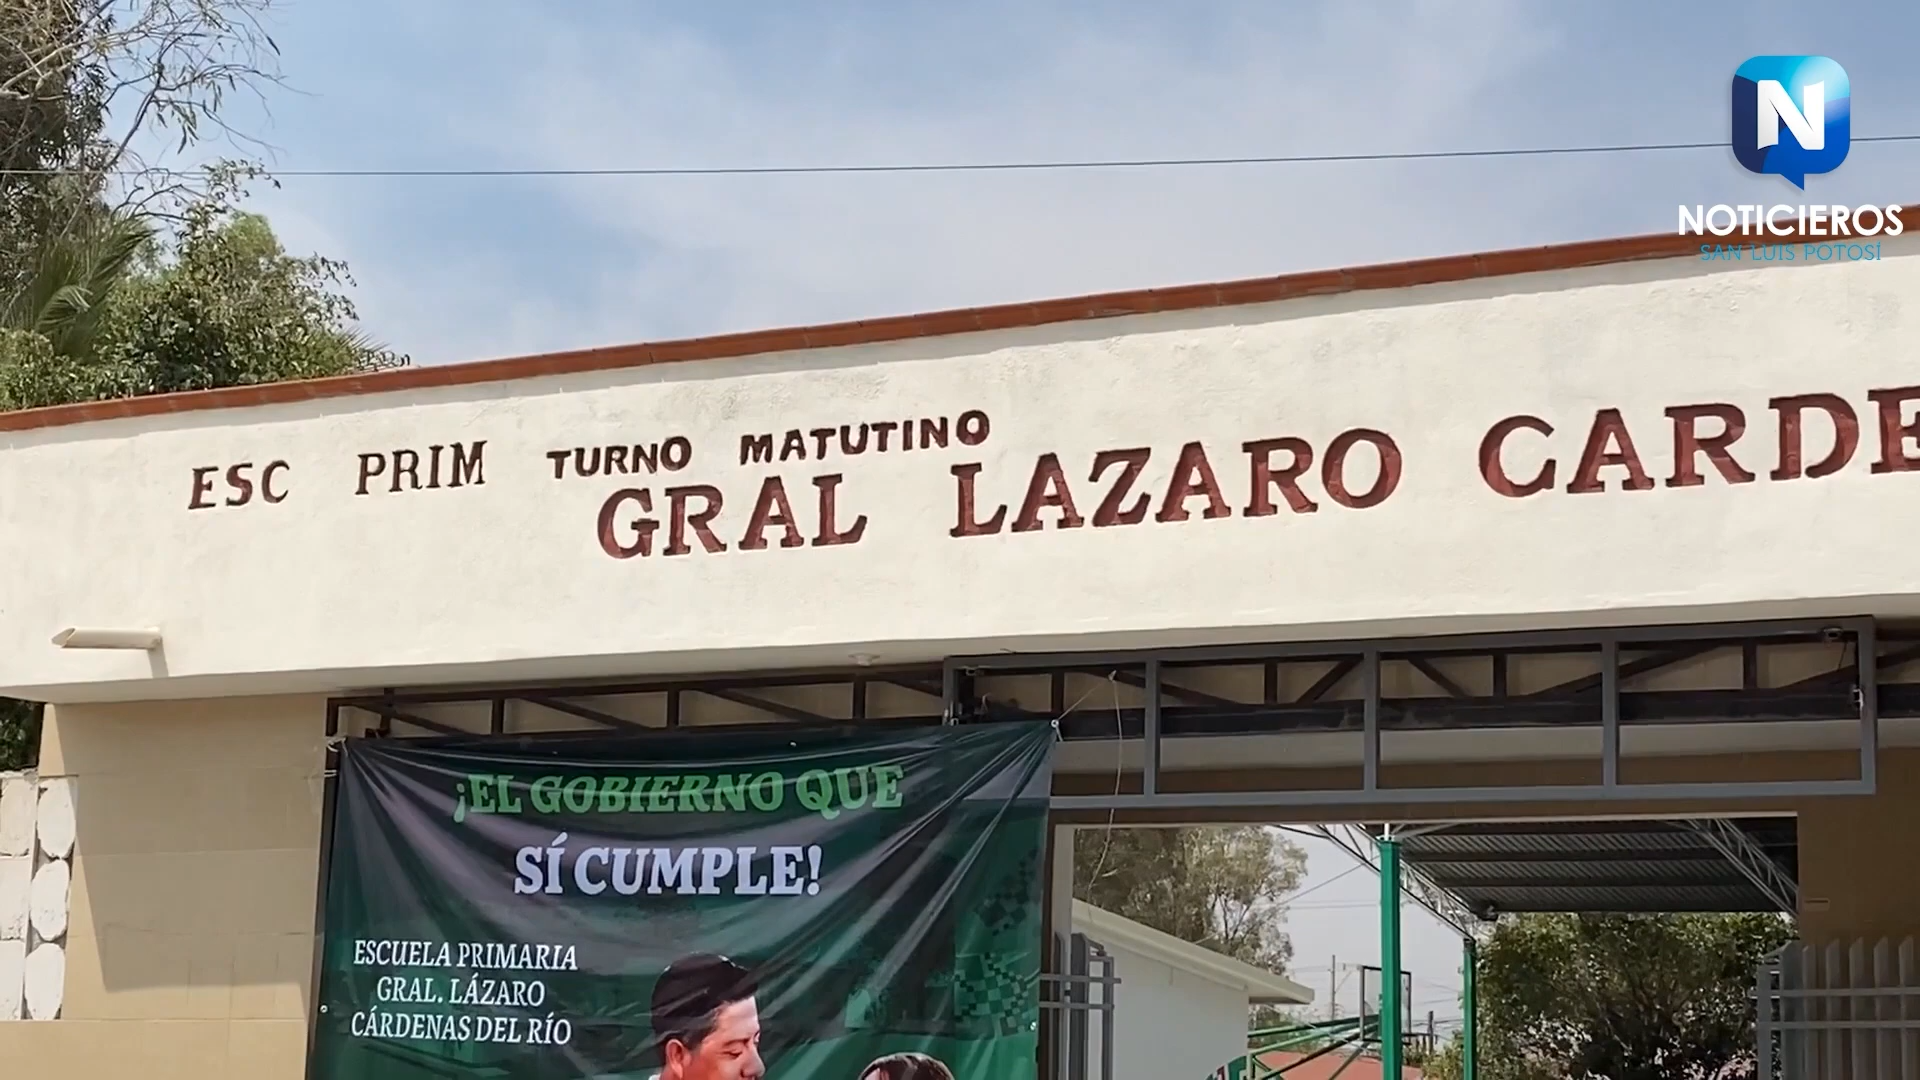 N
NOTICIEROS
SAN LUIS POTOSÍ
ESC PRIM TURNO MATUTINO
GRAL LAZARO CARDE
¡EL GOBIERNO QUE
SÍ CUMPLE!
ESCUELA PRIMARIA
GRAL. LÁZARO
CÁRDENAS DEL RÍO